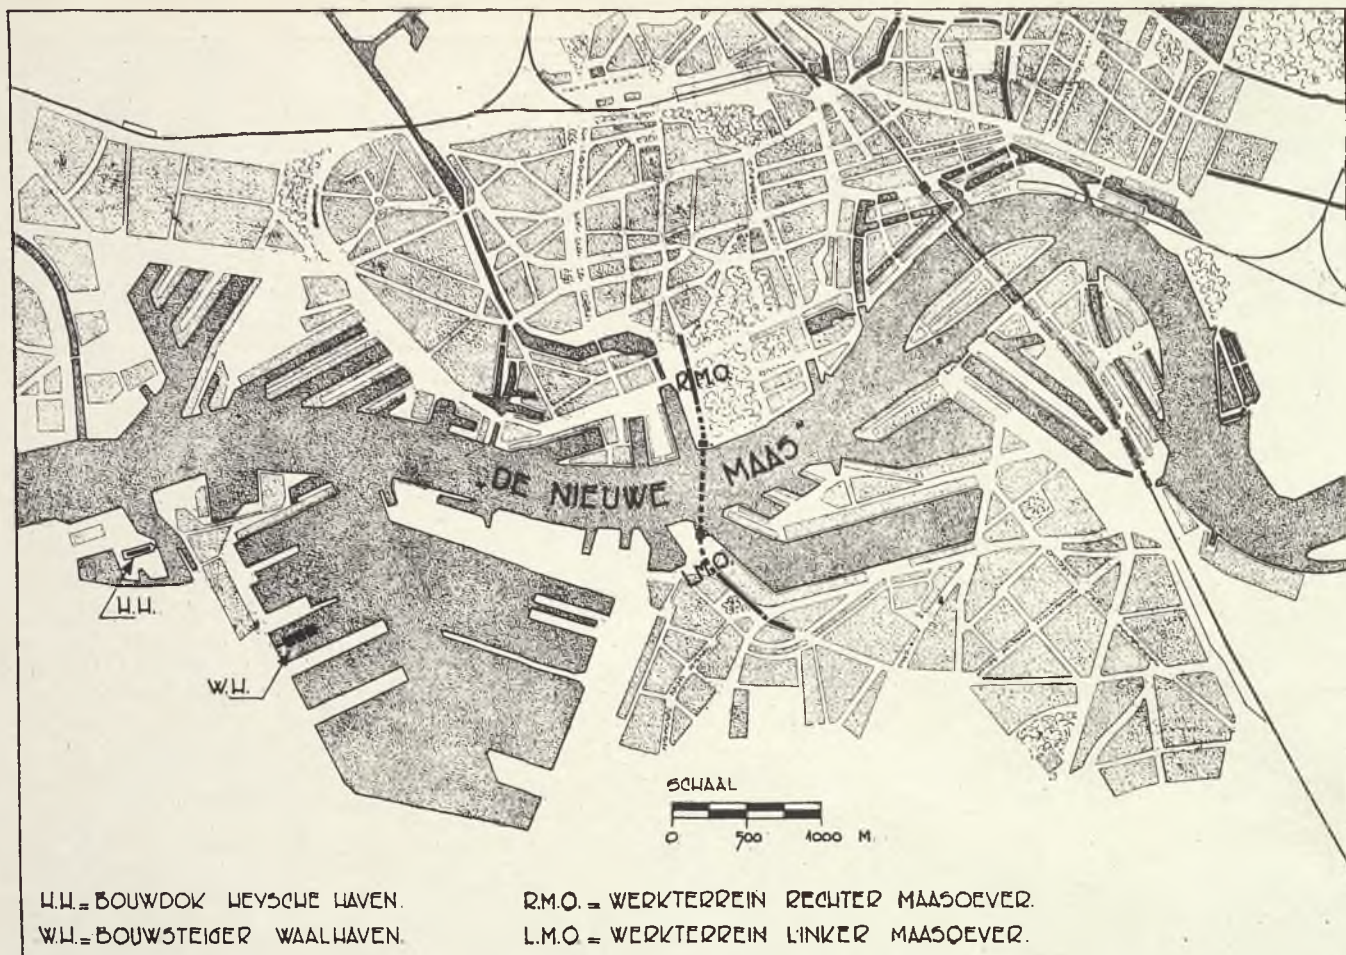 R.M.O.
„DE NIEUWE MAAS”
L.M.O.
H.H.
W.H.
SCHAAL
0 500 1000 M.
H.H. = BOUWDOK HEYSCHE HAVEN.
W.H. = BOUWSTEIGER WAALHAVEN.
R.M.O. = WERKTERREIN RECHTER MAASOEVER.
L.M.O = WERKTERREIN LINKER MAASOEVER.